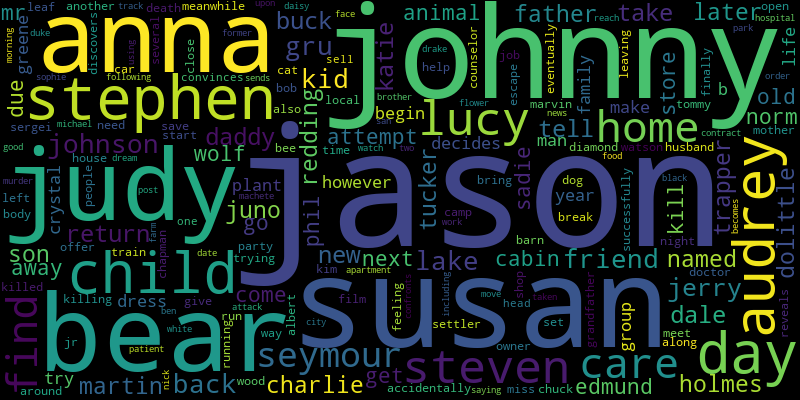 mr leaf another track death meanwhile
buck animal father take later daisy open
morning duke greene discovers
anna johnny
several upon former using face
gru katie sell drake cat help bob
close car convinces sends following
counselor escape job eventually leaving
family store finally reach park hospital life
due stephen kid begin local also brother
sophie michael sergei need save start
redding lucy flower news marvin tommy
make b order old norm mother
contract home tell man diamond watson husband
attempt daddy bee time watch two san
johnson wolf decides food
good house dream murder people
judy jason susan
left body crystal post plant machete
however phil tucker bring dog year break
sadie camp work barn successfully
trapper kill black night becomes audrey dolittle
juno go return one farm chapman date
son away child offer train party trying
new next lake cabin friend named doctor
kim apartment film feeling
find killed killing dress give come
bear attack ben white run running way
albert city confronts including settler
shop head owner move taken grandfather set
group jerry dale meet along reveals
jr try around martin patient nick back wood
seymour charlie get steven
accidentally saying miss chuck care edmund holmes day